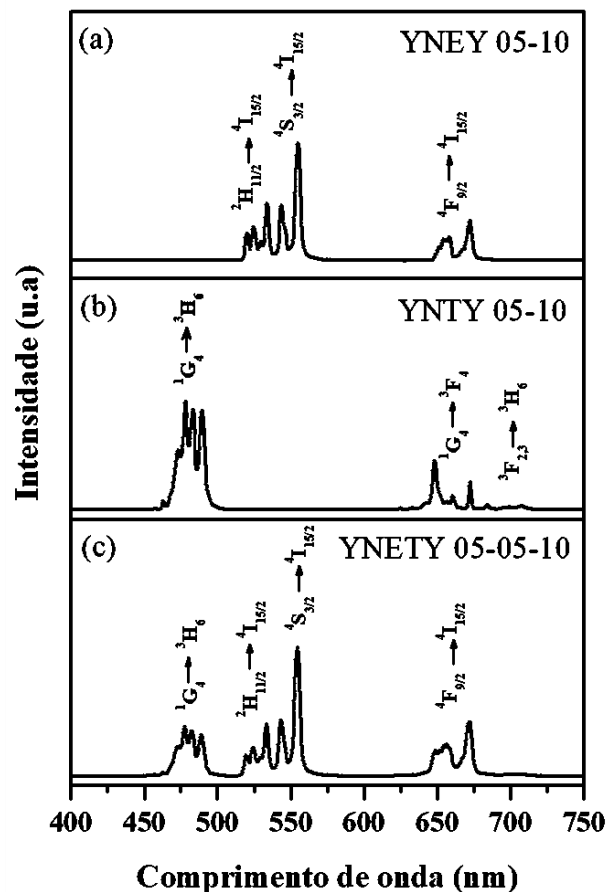 (a) YNEY 05-10
²H₁₁/₂ → ⁴I₁₅/₂
⁴S₃/₂ → ⁴I₁₅/₂
⁴F₉/₂ → ⁴I₁₅/₂
(b) YNTY 05-10
¹G₄ → ³H₆
¹G₄ → ³F₄
³F₂,₃ → ³H₆
(c) YNETY 05-05-10
¹G₄ → ³H₆
²H₁₁/₂ → ⁴I₁₅/₂
⁴S₃/₂ → ⁴I₁₅/₂
⁴F₉/₂ → ⁴I₁₅/₂
Intensidade (u.a)
400 450 500 550 600 650 700 750
Comprimento de onda (nm)